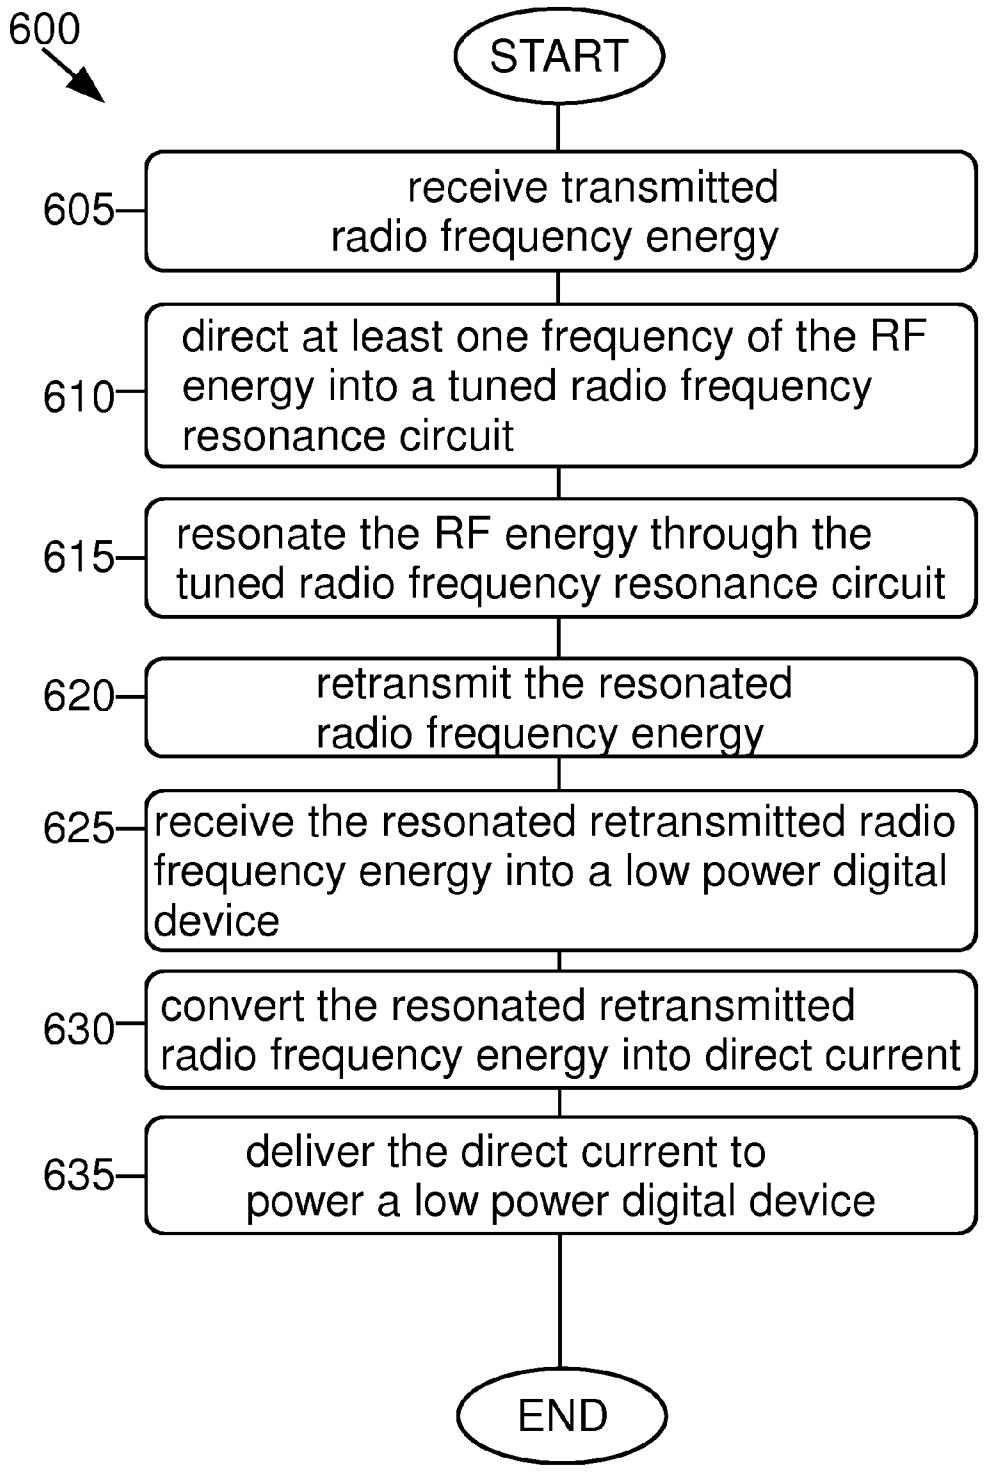 600
START
605
receive transmitted
radio frequency energy
610
direct at least one frequency of the RF
energy into a tuned radio frequency
resonance circuit
615
resonate the RF energy through the
tuned radio frequency resonance circuit
620
retransmit the resonated
radio frequency energy
625
receive the resonated retransmitted radio
frequency energy into a low power digital
device
630
convert the resonated retransmitted
radio frequency energy into direct current
635
deliver the direct current to
power a low power digital device
END